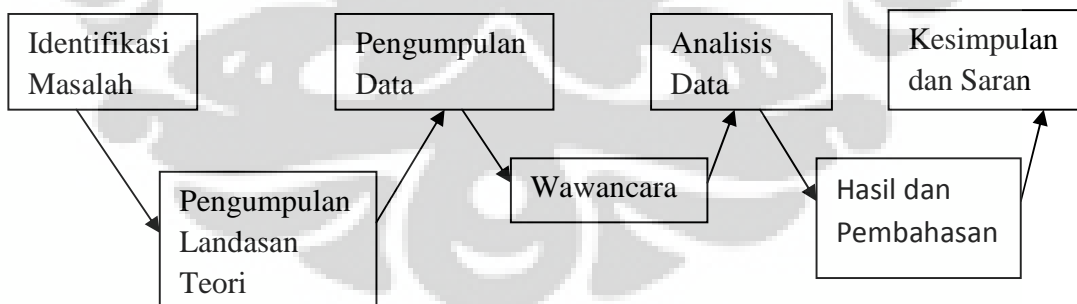 Identifikasi
Masalah
Pengumpulan
Landasan
Teori
Pengumpulan
Data
Wawancara
Analisis
Data
Hasil dan
Pembahasan
Kesimpulan
dan Saran